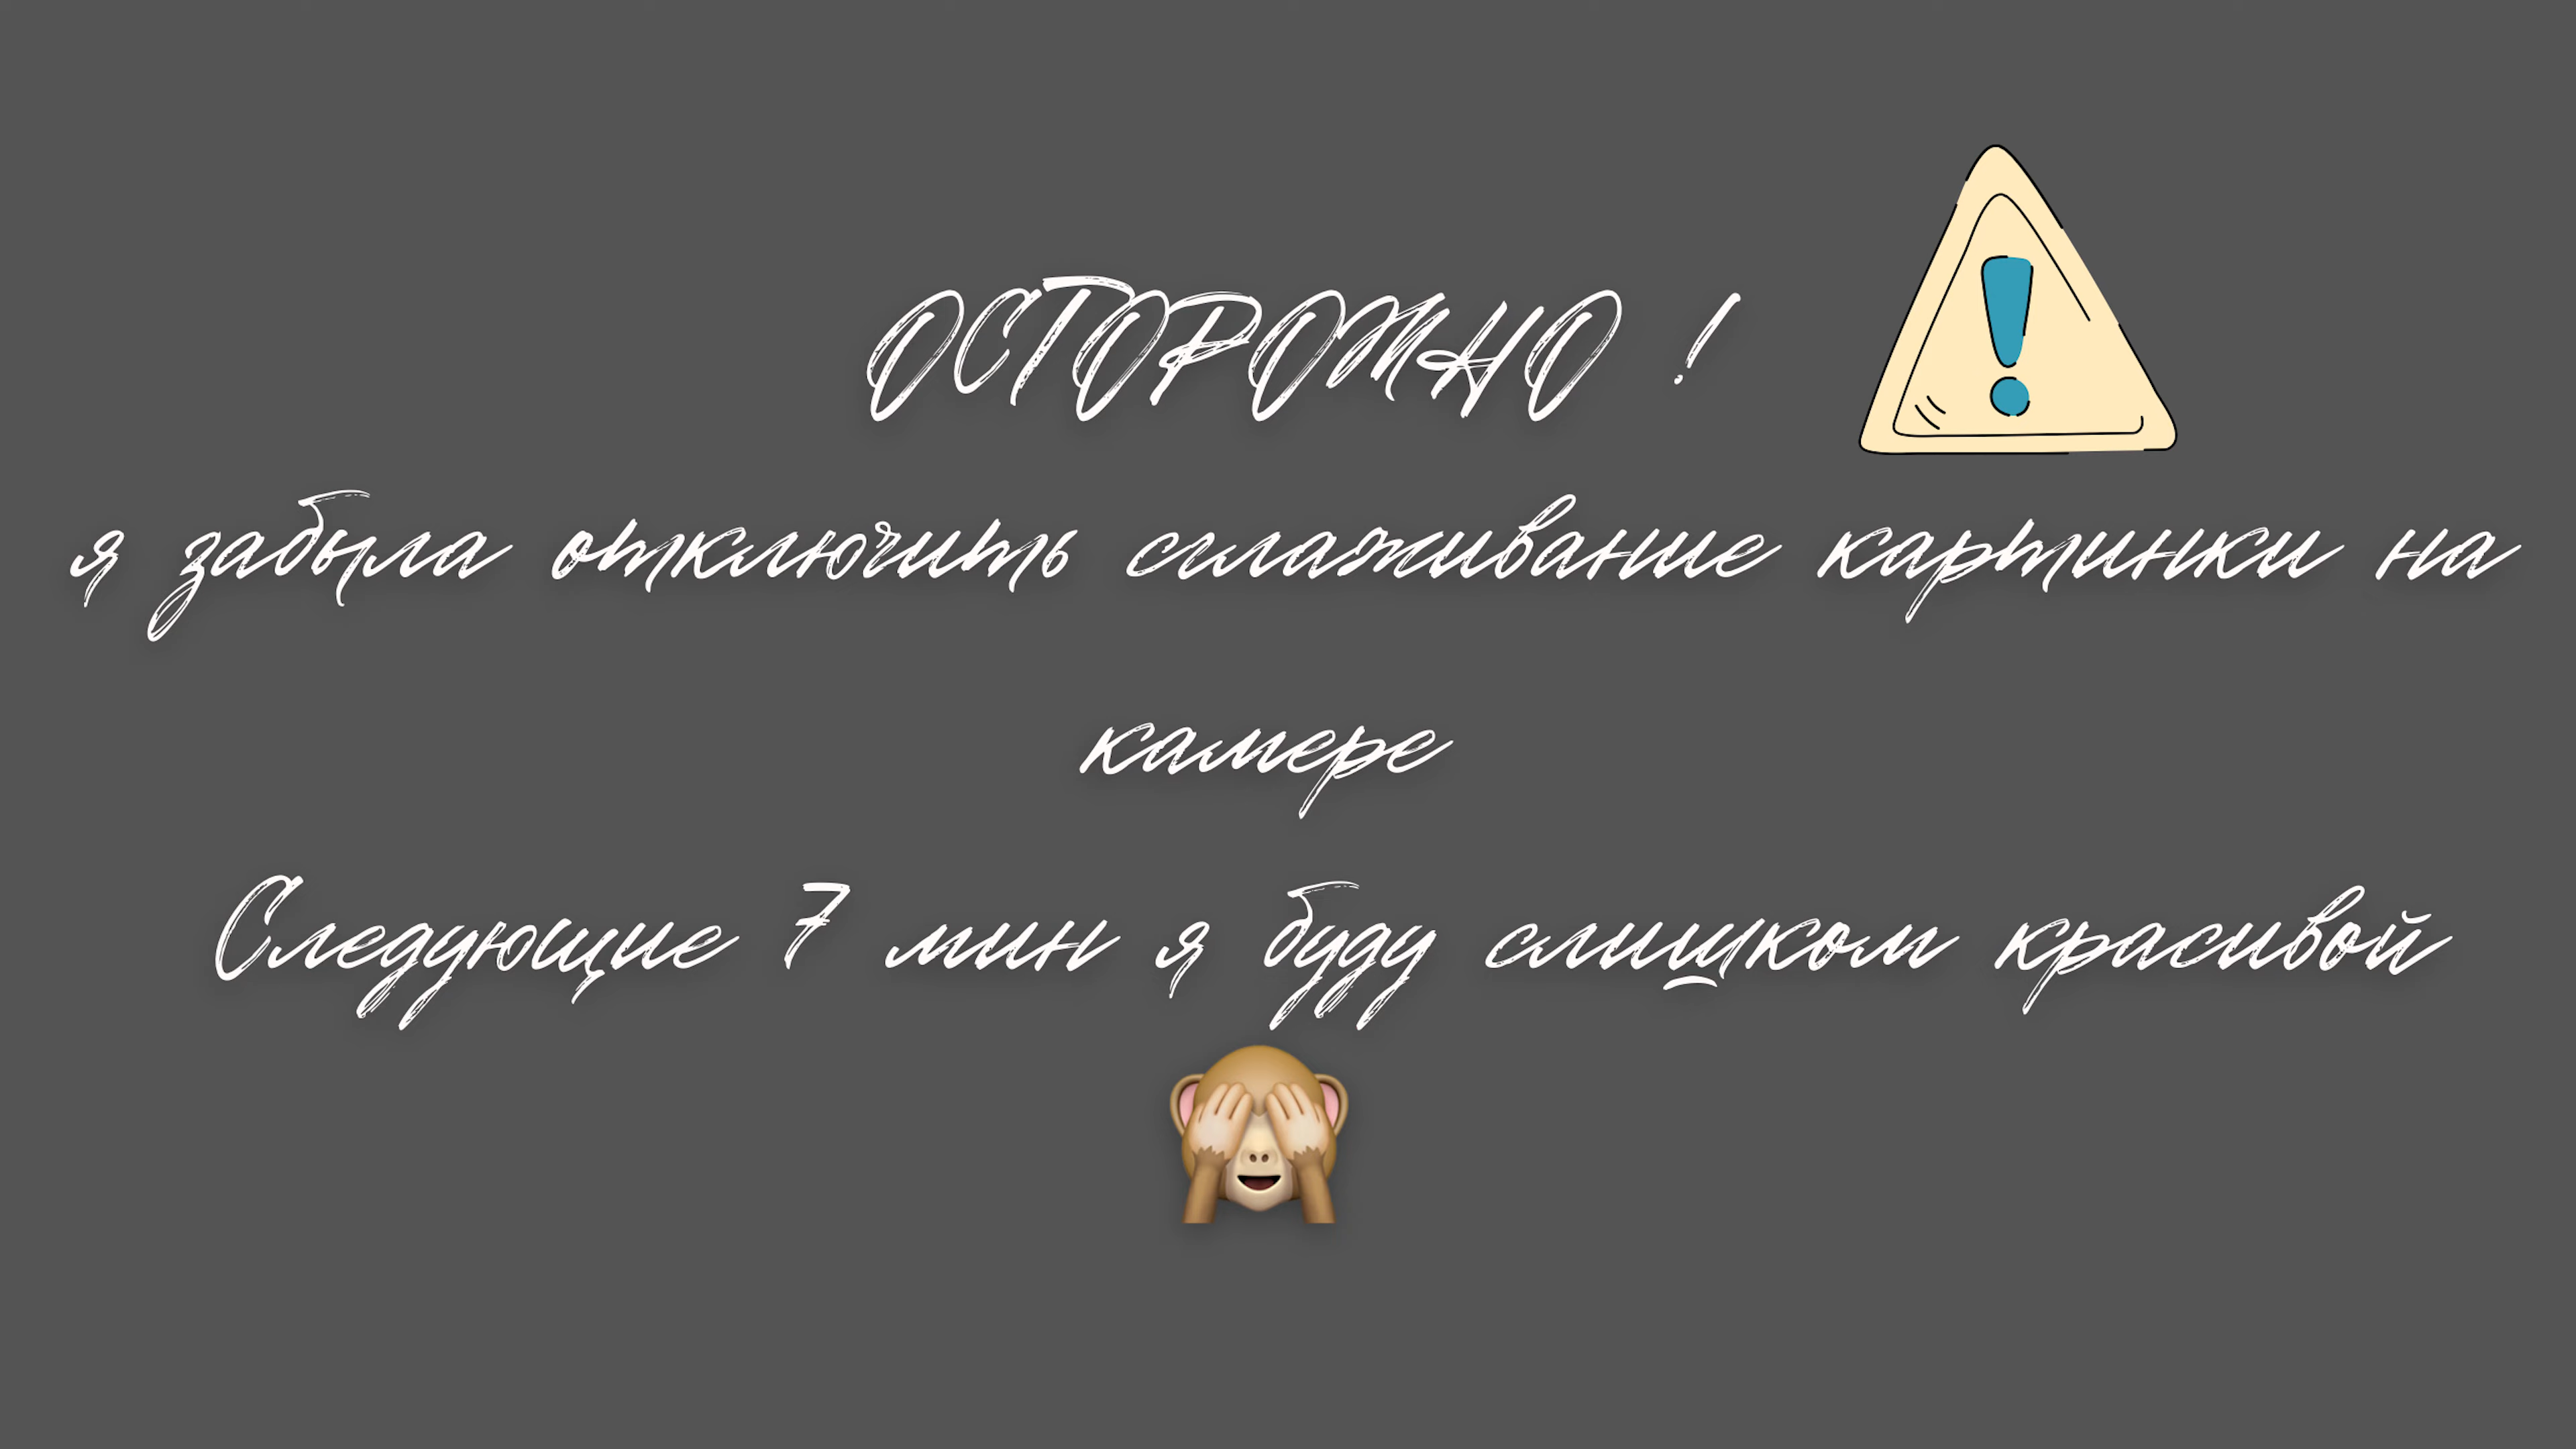 ОСТОРОЖНО !
я забыла отключить сглаживание картинки на
камере
Следующие 7 мин я буду слишком красивой